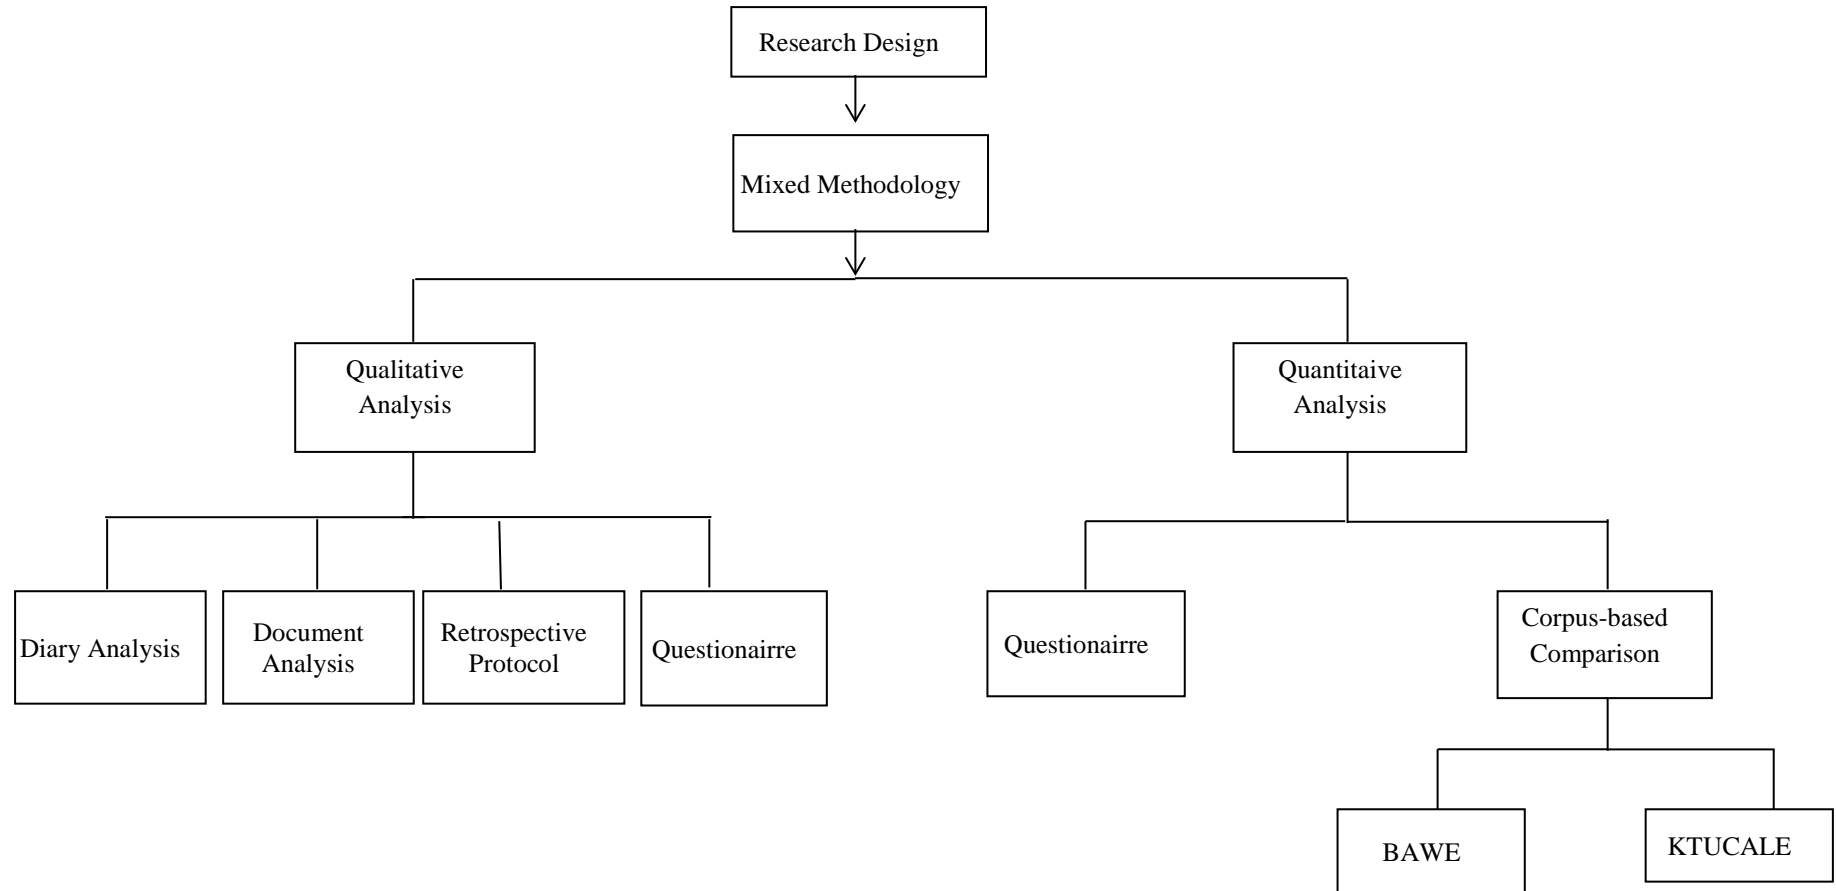 Research Design
Mixed Methodology
Qualitative
Analysis
Quantitaive
Analysis
Diary Analysis
Document
Analysis
Retrospective
Protocol
Questionairre
Questionairre
Corpus-based
Comparison
BAWE
KTUCALE